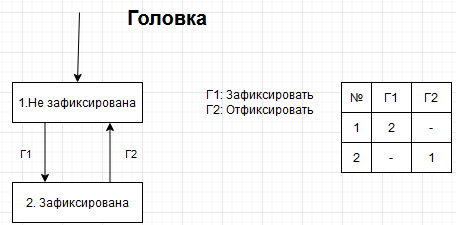 Головка
1.Не зафиксирована
Г1: Зафиксировать
Г2: Отфиксировать
№ Г1 Г2
1 2 -
2 - 1
Г1 Г2
2. Зафиксирована